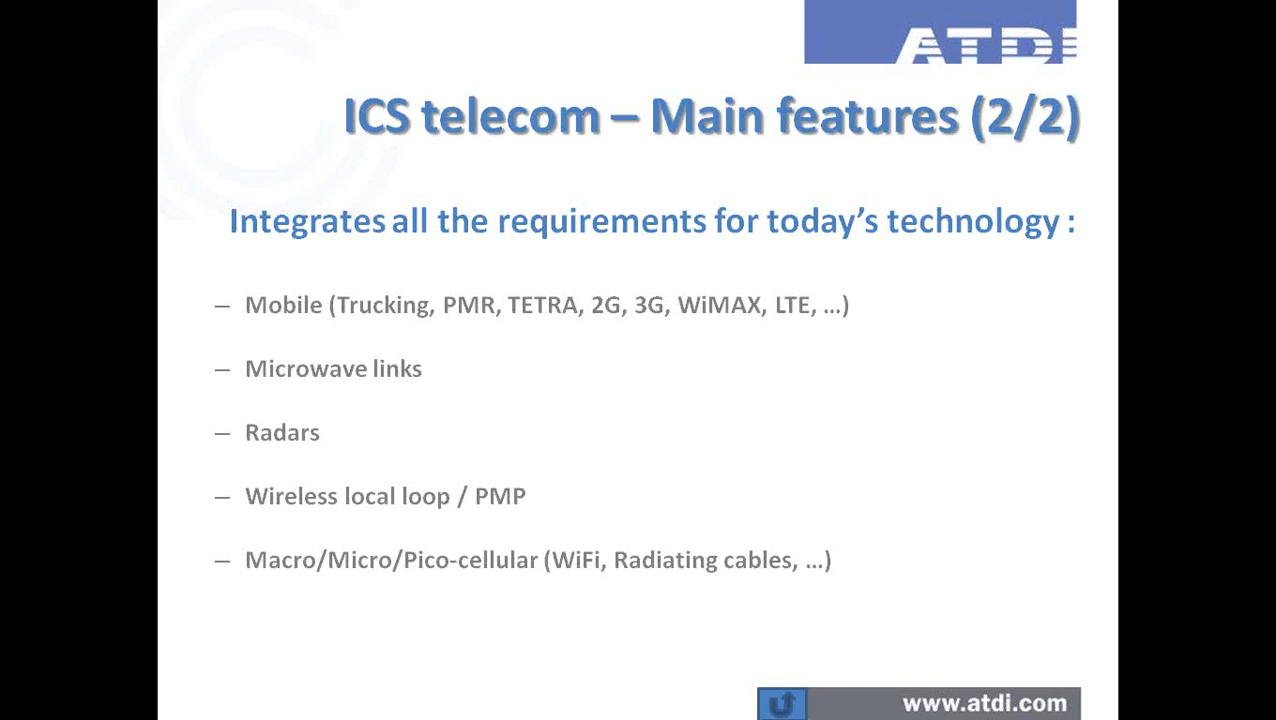 ATDI
ICS telecom – Main features (2/2)
Integrates all the requirements for today’s technology :
– Mobile (Trucking, PMR, TETRA, 2G, 3G, WiMAX, LTE, …)
– Microwave links
– Radars
– Wireless local loop / PMP
– Macro/Micro/Pico-cellular (WiFi, Radiating cables, …)
www.atdi.com